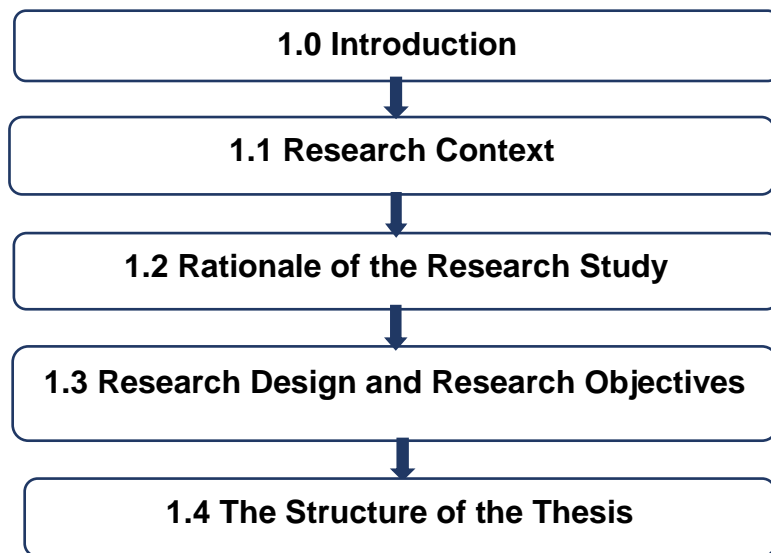 1.0 Introduction
1.1 Research Context
1.2 Rationale of the Research Study
1.3 Research Design and Research Objectives
1.4 The Structure of the Thesis